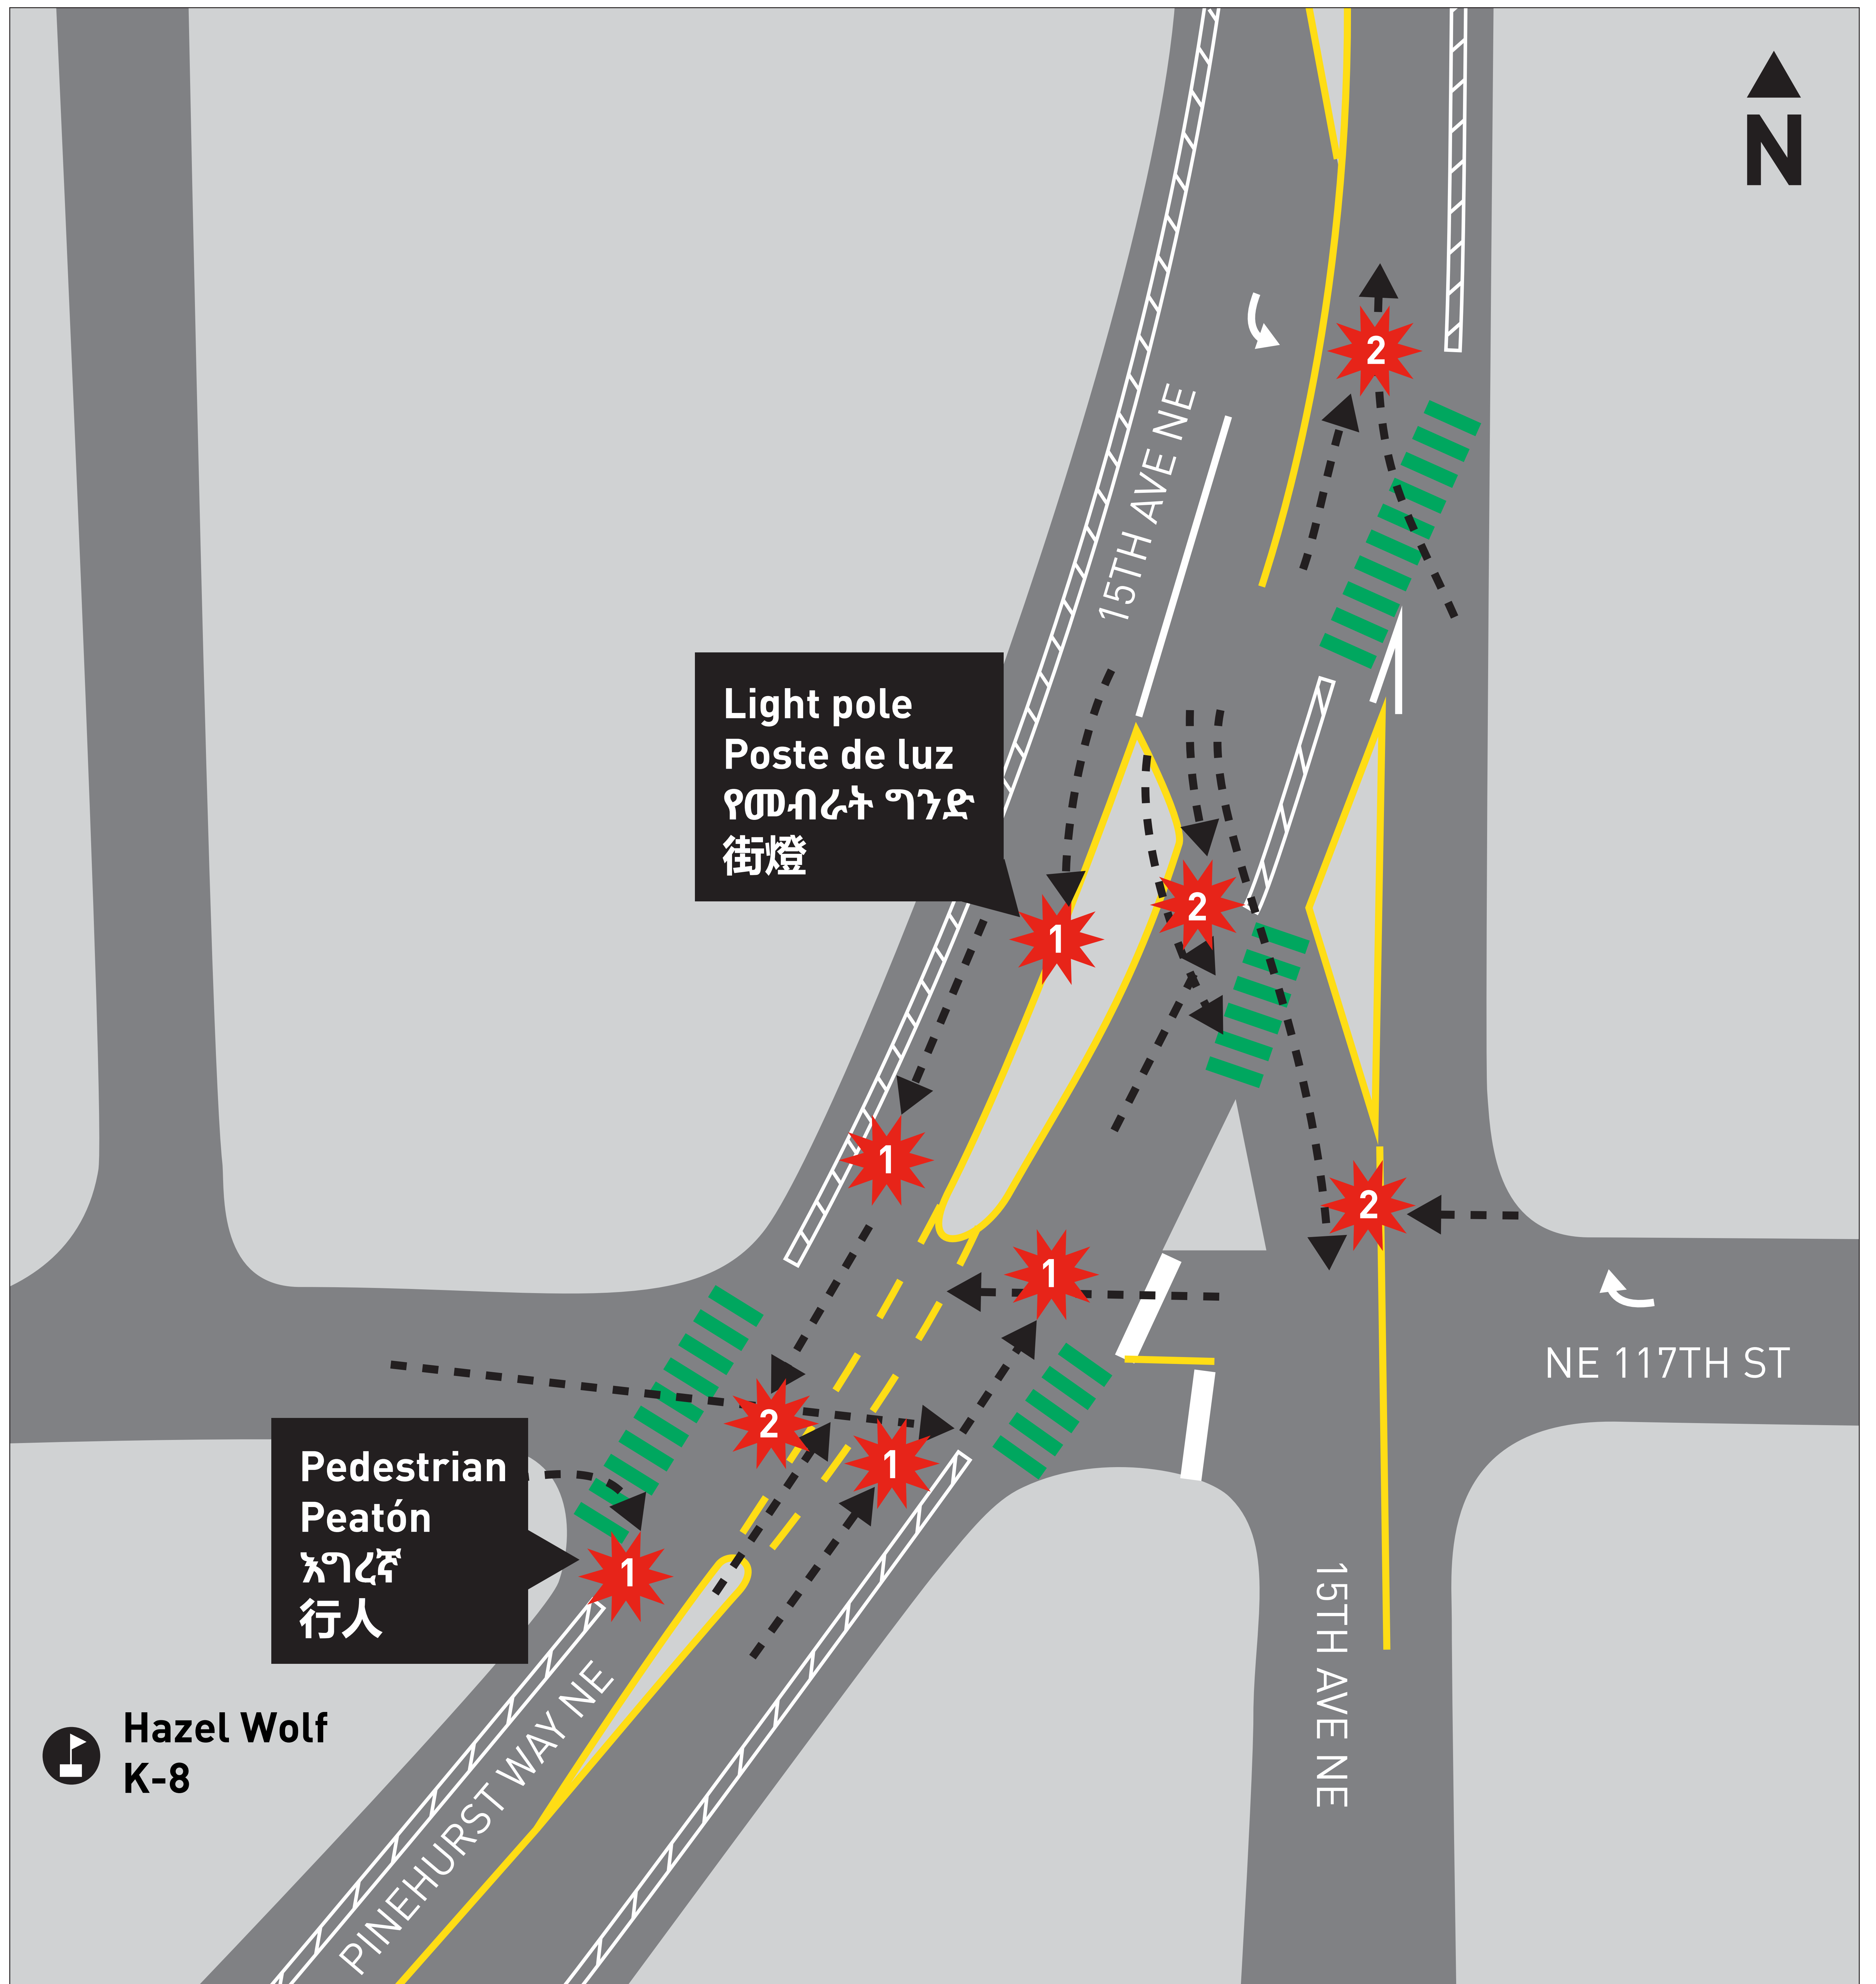 N
2
15TH AVE NE
Light pole
Poste de luz
የመብራት ግንድ
街燈
2
1
1
2
1
NE 117TH ST
2
1
Pedestrian
Peatón
እግረኛ
行人
1
15TH AVE NE
PINEHURST WAY NE
Hazel Wolf
K-8